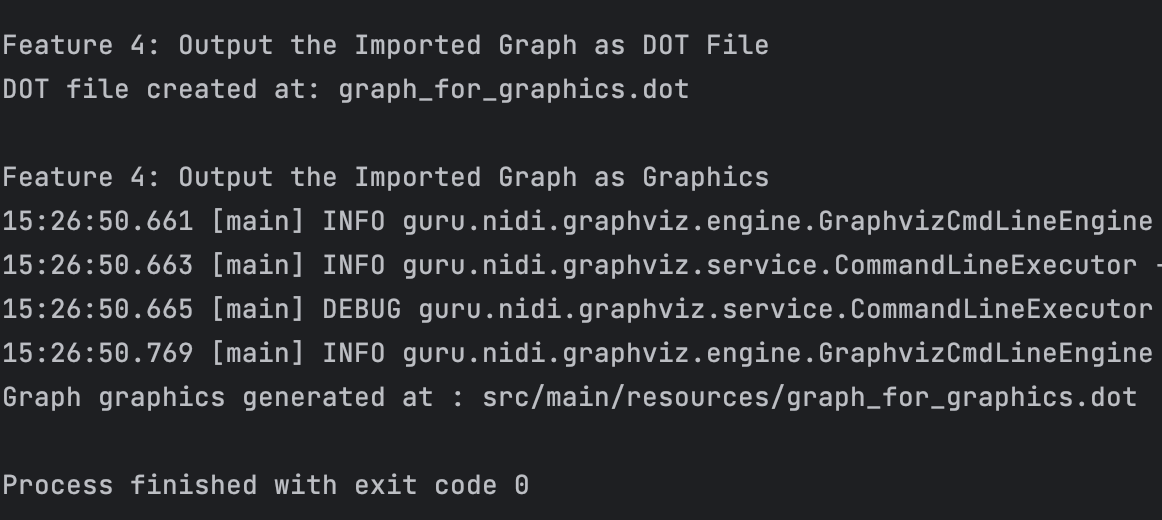 Feature 4: Output the Imported Graph as DOT File
DOT file created at: graph_for_graphics.dot
Feature 4: Output the Imported Graph as Graphics
15:26:50.661 [main] INFO guru.nidi.graphviz.engine.GraphvizCmdLineEngine
15:26:50.663 [main] INFO guru.nidi.graphviz.service.CommandLineExecutor -
15:26:50.665 [main] DEBUG guru.nidi.graphviz.service.CommandLineExecutor
15:26:50.769 [main] INFO guru.nidi.graphviz.engine.GraphvizCmdLineEngine
Graph graphics generated at : src/main/resources/graph_for_graphics.dot
Process finished with exit code 0